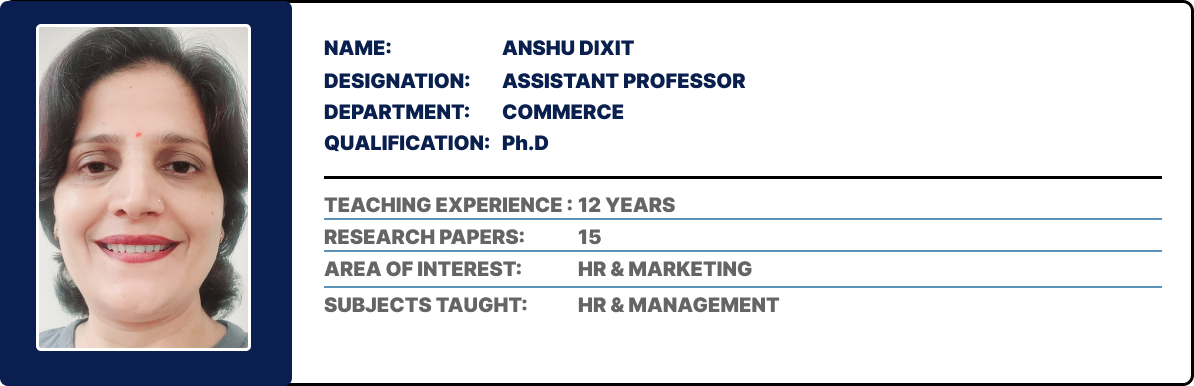 NAME: ANSHU DIXIT
DESIGNATION: ASSISTANT PROFESSOR
DEPARTMENT: COMMERCE
QUALIFICATION: Ph.D
TEACHING EXPERIENCE : 12 YEARS
RESEARCH PAPERS: 15
AREA OF INTEREST: HR & MARKETING
SUBJECTS TAUGHT: HR & MANAGEMENT